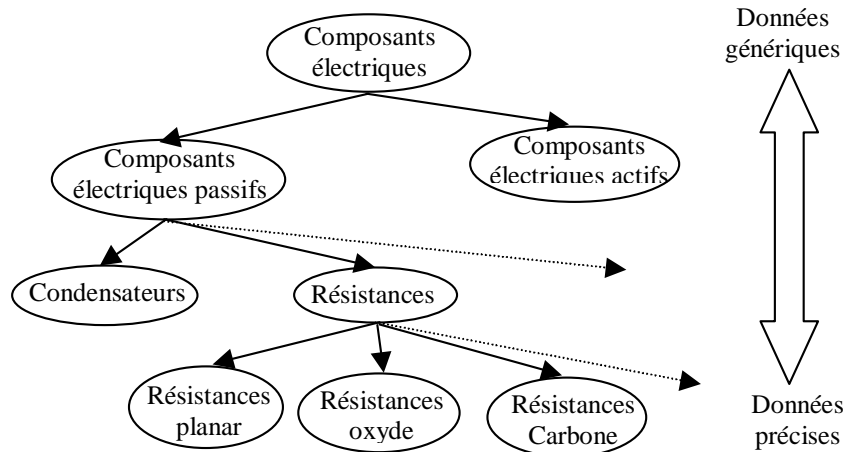 Données
génériques
Composants
électriques
Composants
électriques passifs
Composants
électriques actifs
Condensateurs
Résistances
Résistances
planar
Résistances
oxyde
Résistances
Carbone
Données
précises